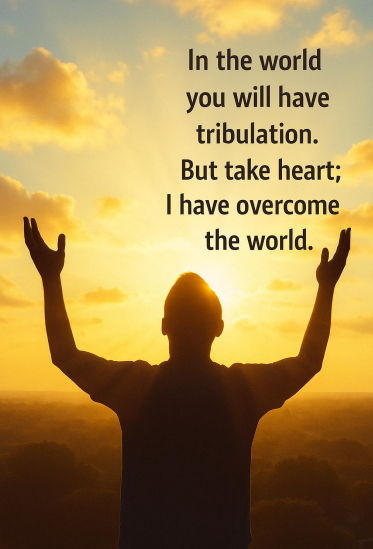 In the world
you will have
tribulation.
But take heart;
I have overcome
the world.